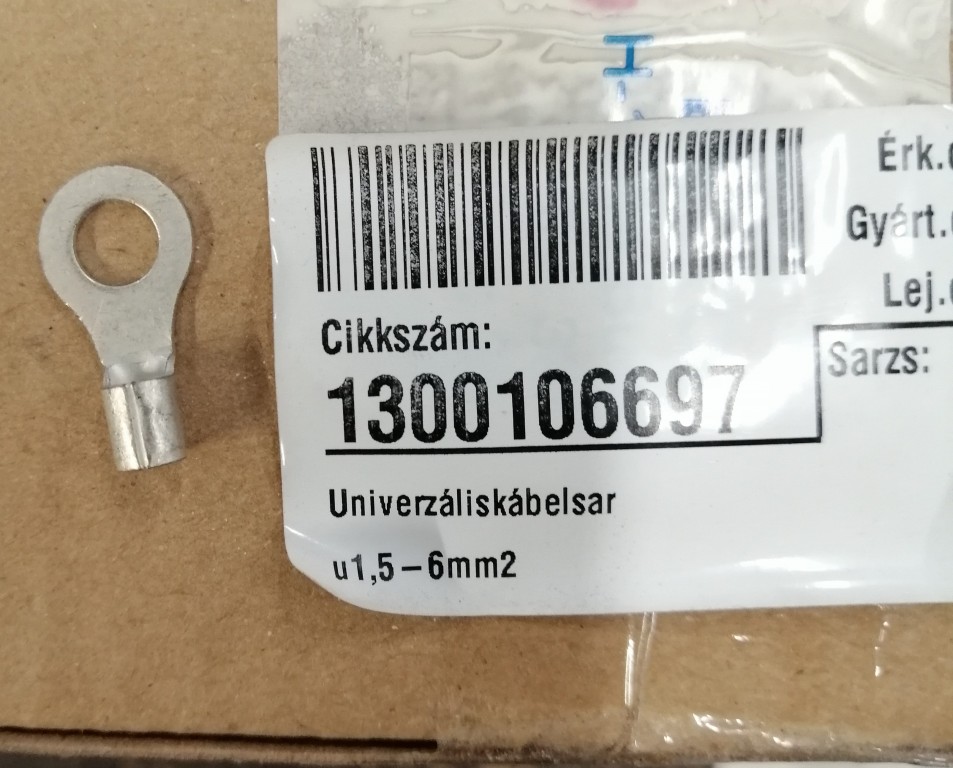 Érk.
Gyárt.
Lej.
Cikkszám:
1300106697
Sarzs:
Univerzáliskábelsar
u1,5-6mm2